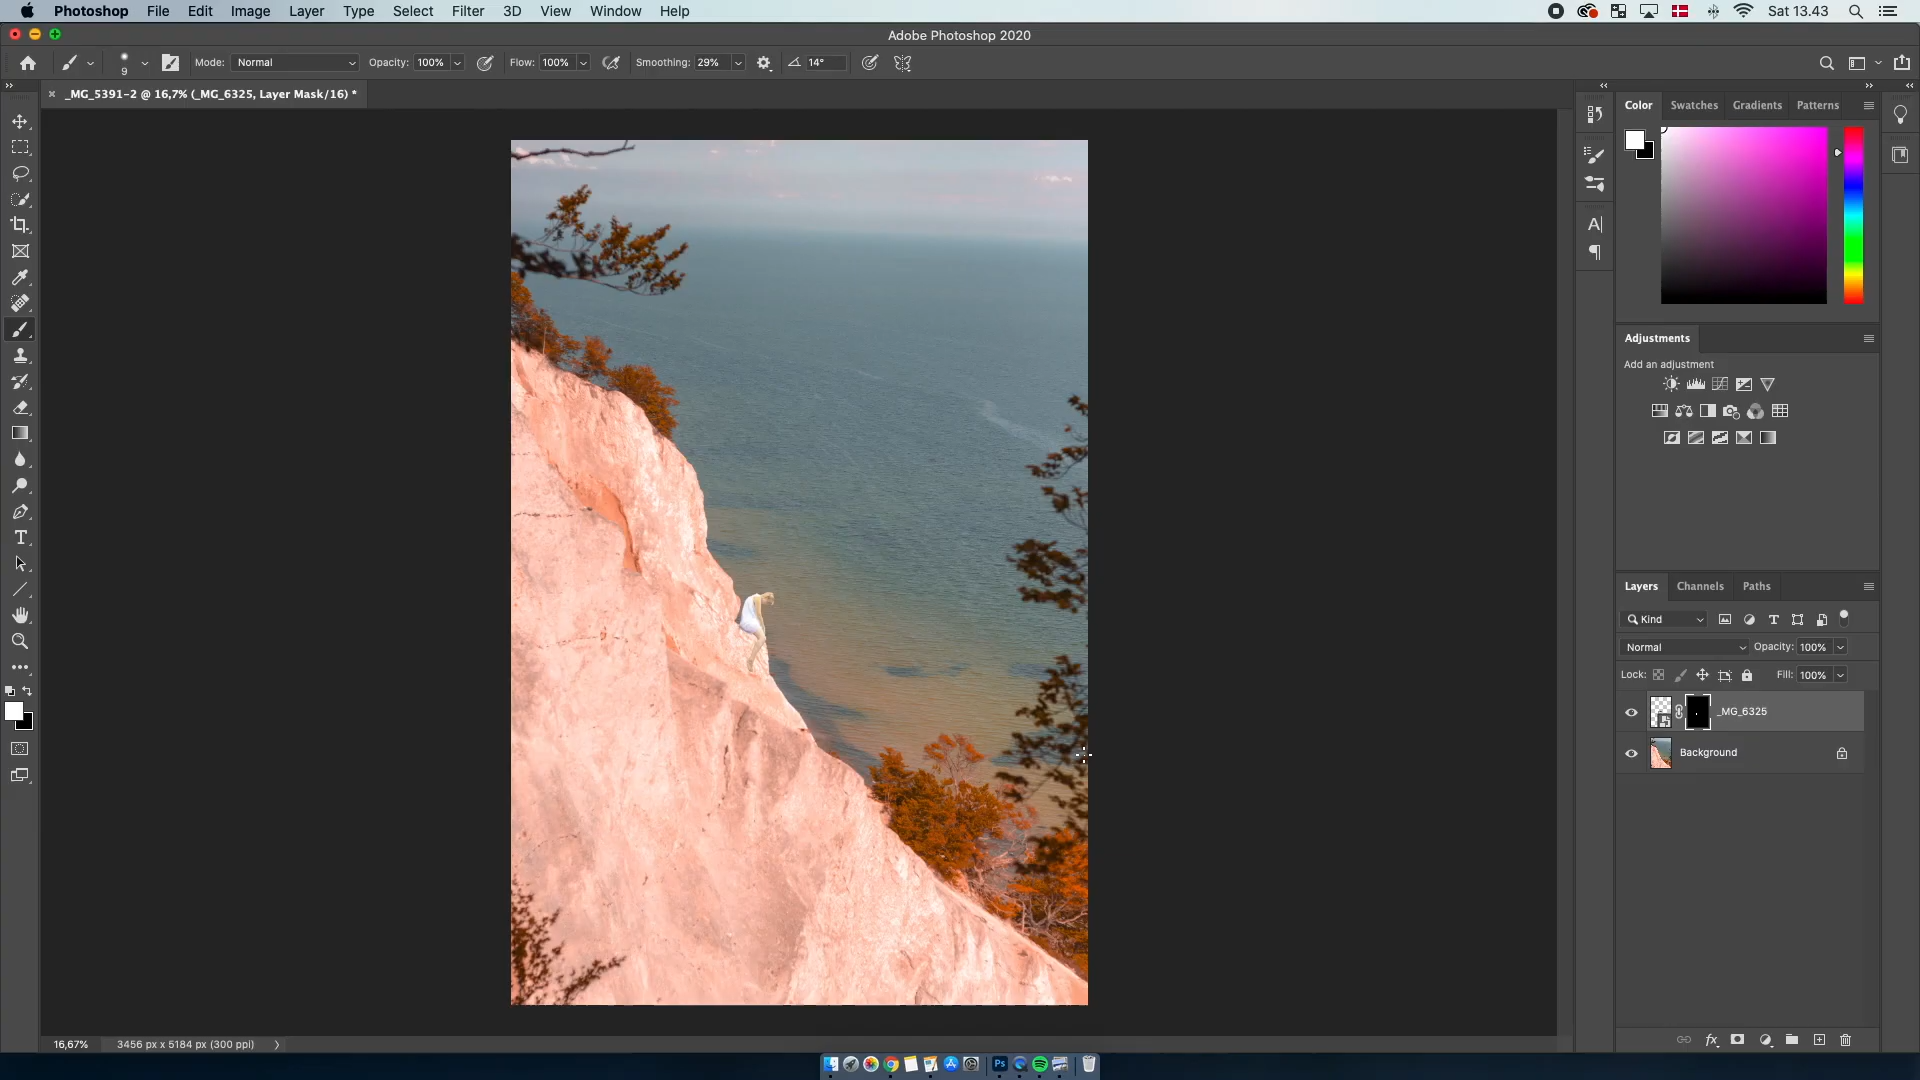 Photoshop File Edit Image Layer Type Select Filter 3D View Window Help Sat 13.43
Adobe Photoshop 2020
9 Mode: Normal Opacity: 100% Flow: 100% Smoothing: 29% 14°
_MG_5391-2 @ 16,7% (_MG_6325, Layer Mask/16) *
Color Swatches Gradients Patterns
Adjustments
Add an adjustment
Layers Channels Paths
Kind
Normal Opacity: 100%
Lock: Fill: 100%
_MG_6325
Background
16,67% 3456 px x 5184 px (300 ppi)